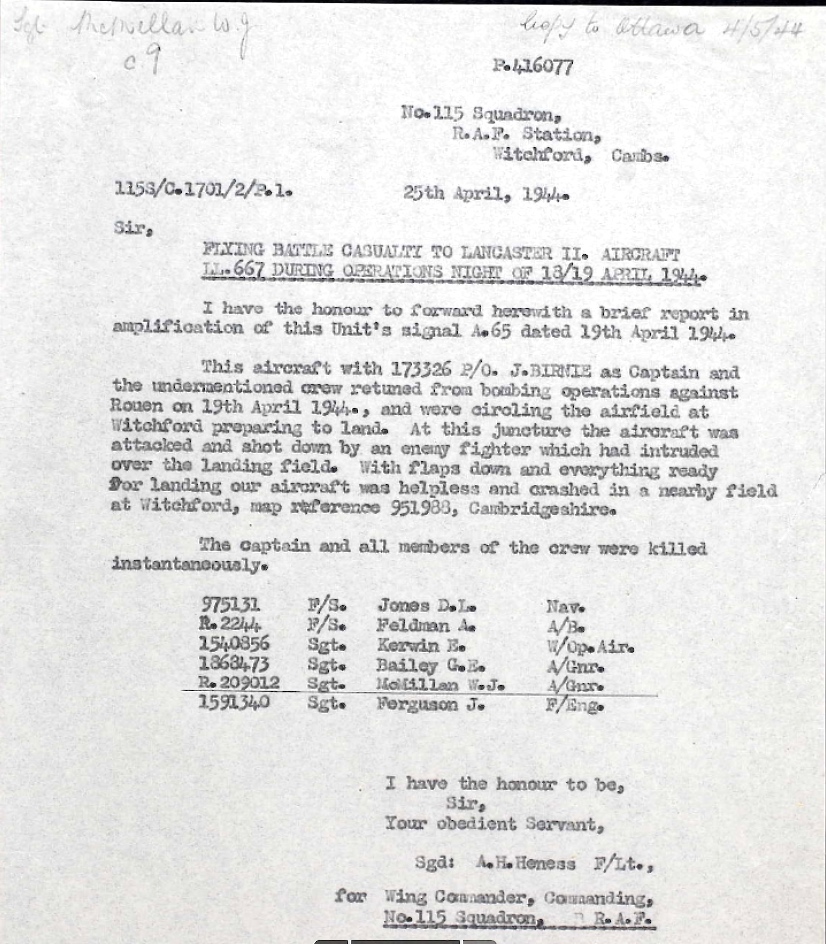 Sgt. McMillan W.J. copy to Ottawa 4/5/44
c9
P.416077
No.115 Squadron,
R.A.F. Station,
Witchford, Cambs.
115S/C.1701/2/P.1. 25th April, 1944.
Sir,
FLYING BATTLE CASUALTY TO LANCASTER II. AIRCRAFT
LL.667 DURING OPERATIONS NIGHT OF 18/19 APRIL 1944.
I have the honour to forward herewith a brief report in
amplification of this Unit's signal A.65 dated 19th April 1944.
This aircraft with 173326 P/O. J.BIRNIE as Captain and
the undermentioned crew retuned from bombing operations against
Rouen on 19th April 1944., and were circling the airfield at
Witchford preparing to land. At this juncture the aircraft was
attacked and shot down by an enemy fighter which had intruded
over the landing field. With flaps down and everything ready
for landing our aircraft was helpless and crashed in a nearby field
at Witchford, map reference 951988, Cambridgeshire.
The captain and all members of the crew were killed
instantaneously.
975131 F/S. Jones D.L. Nav.
R.2244 F/S. Feldman A. A/B.
1540856 Sgt. Kerwin E. W/Op.Air.
1868473 Sgt. Bailey G.E. A/Gnr.
R.209012 Sgt. McMillan W.J. A/Gnr.
1591340 Sgt. Ferguson J. F/Eng.
I have the honour to be,
Sir,
Your obedient Servant,
Sgd: A.H.Heness F/Lt.,
for Wing Commander, Commanding,
No.115 Squadron, R.A.F.